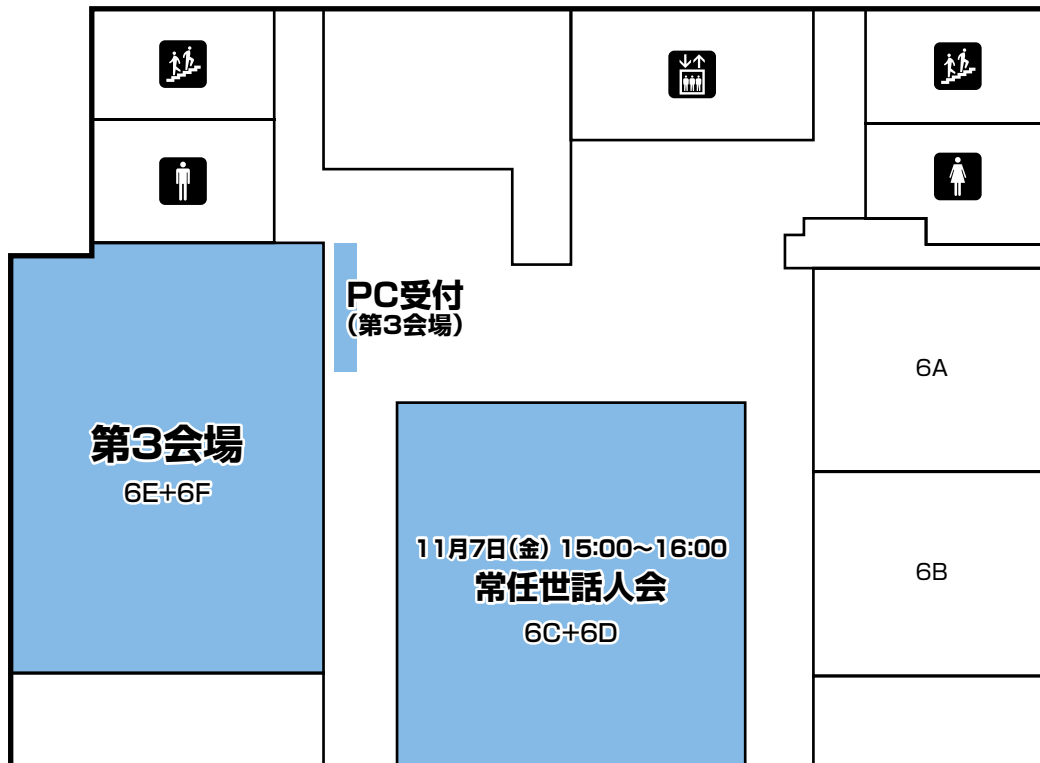 PC受付
(第3会場)
6A
第3会場
6E+6F
11月7日(金) 15:00〜16:00
常任世話人会
6C+6D
6B